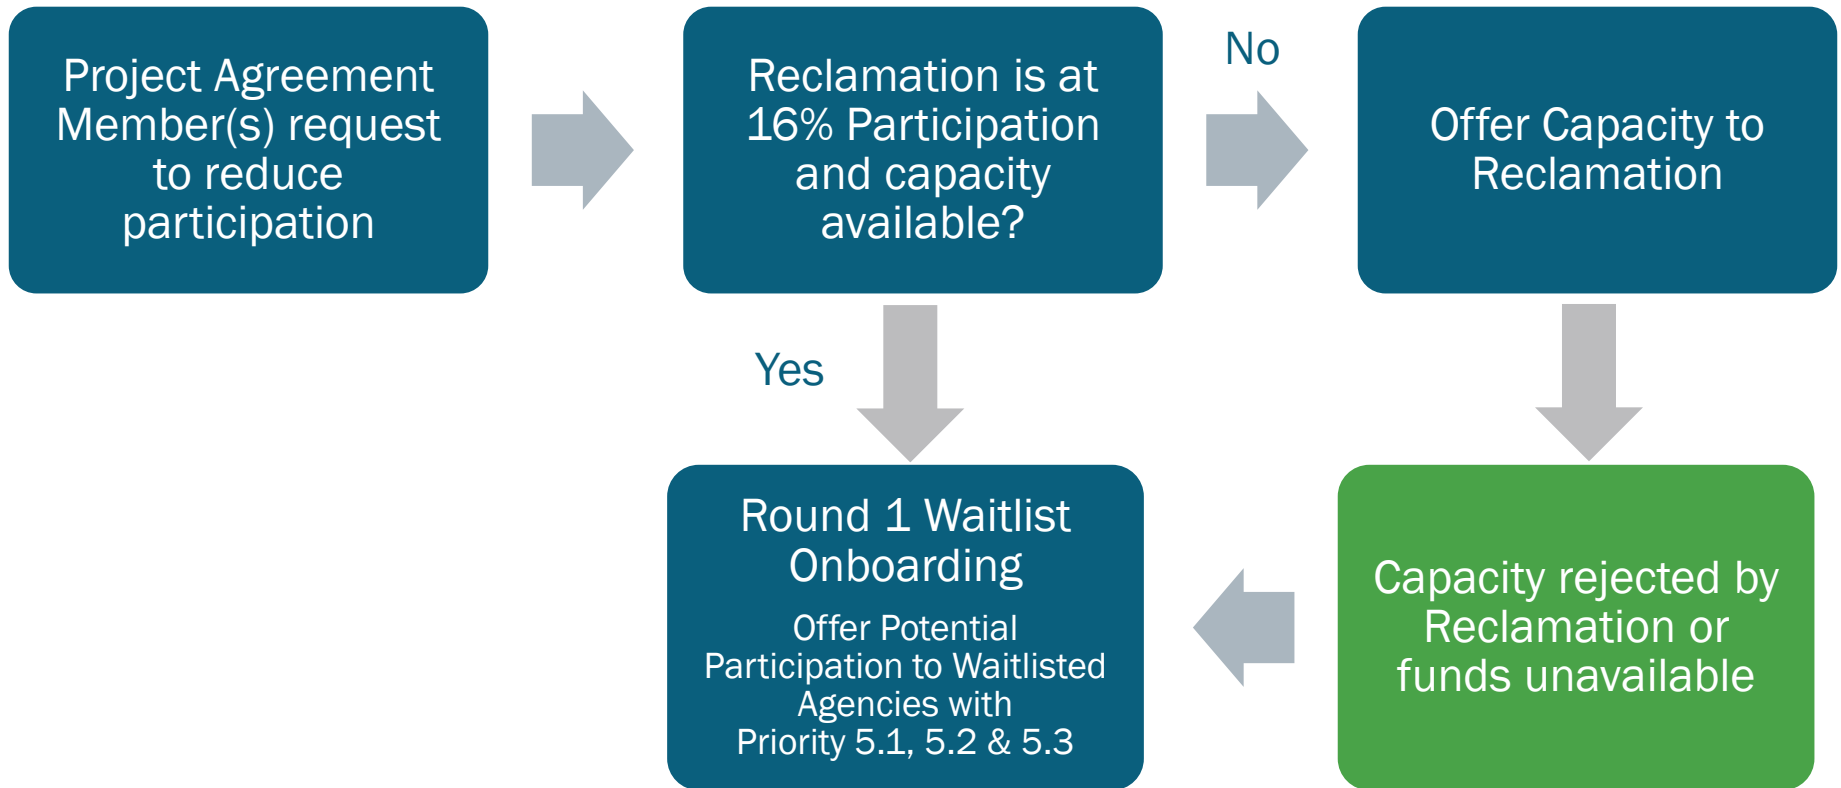 Project Agreement
Member(s) request
to reduce
participation
Reclamation is at
16% Participation
and capacity
available?
No
Offer Capacity to
Reclamation
Yes
Round 1 Waitlist
Onboarding
Offer Potential
Participation to Waitlisted
Agencies with
Priority 5.1, 5.2 & 5.3
Capacity rejected by
Reclamation or
funds unavailable